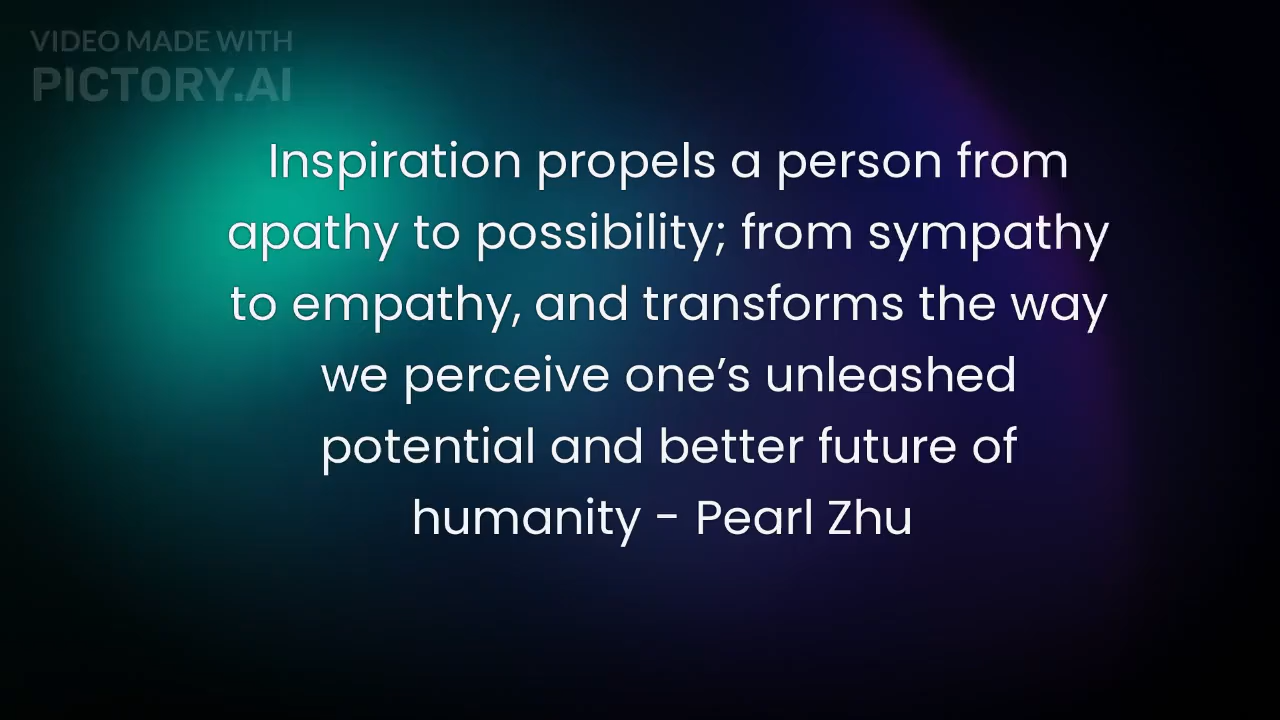 VIDEO MADE WITH
PICTORY.AI
Inspiration propels a person from
apathy to possibility; from sympathy
to empathy, and transforms the way
we perceive one’s unleashed
potential and better future of
humanity - Pearl Zhu